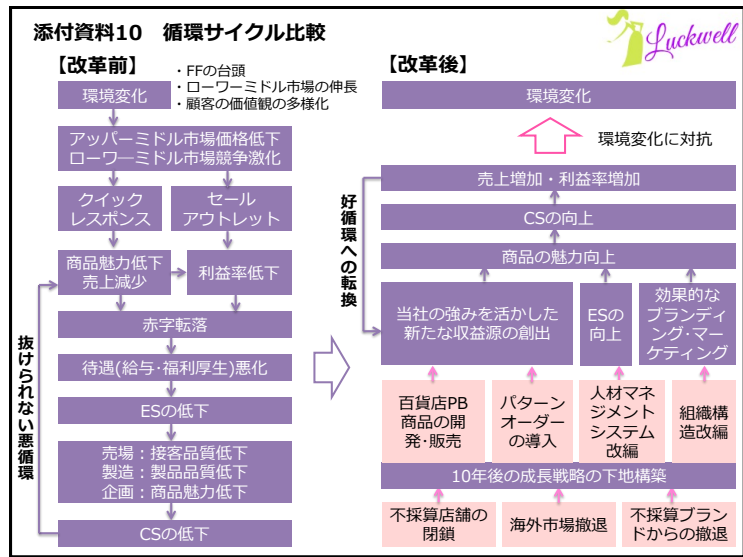 添付資料10　循環サイクル比較
Luckwell
【改革前】
・FFの台頭
・ローワーミドル市場の伸長
・顧客の価値観の多様化
環境変化
アッパーミドル市場価格低下
ローワ―ミドル市場競争激化
クイック
レスポンス
セール
アウトレット
商品魅力低下
売上減少
利益率低下
赤字転落
待遇(給与・福利厚生)悪化
ESの低下
売場：接客品質低下
製造：製品品質低下
企画：商品魅力低下
CSの低下
抜けられない悪循環
【改革後】
環境変化
環境変化に対抗
売上増加・利益率増加
CSの向上
商品の魅力向上
好循環への転換
当社の強みを活かした
新たな収益源の創出
ESの
向上
効果的な
ブランディ
ング・マー
ケティング
百貨店PB
商品の開
発・販売
パターン
オーダー
の導入
人材マネ
ジメント
システム
改編
組織構
造改編
10年後の成長戦略の下地構築
不採算店舗の
閉鎖
海外市場撤退
不採算ブラン
ドからの撤退